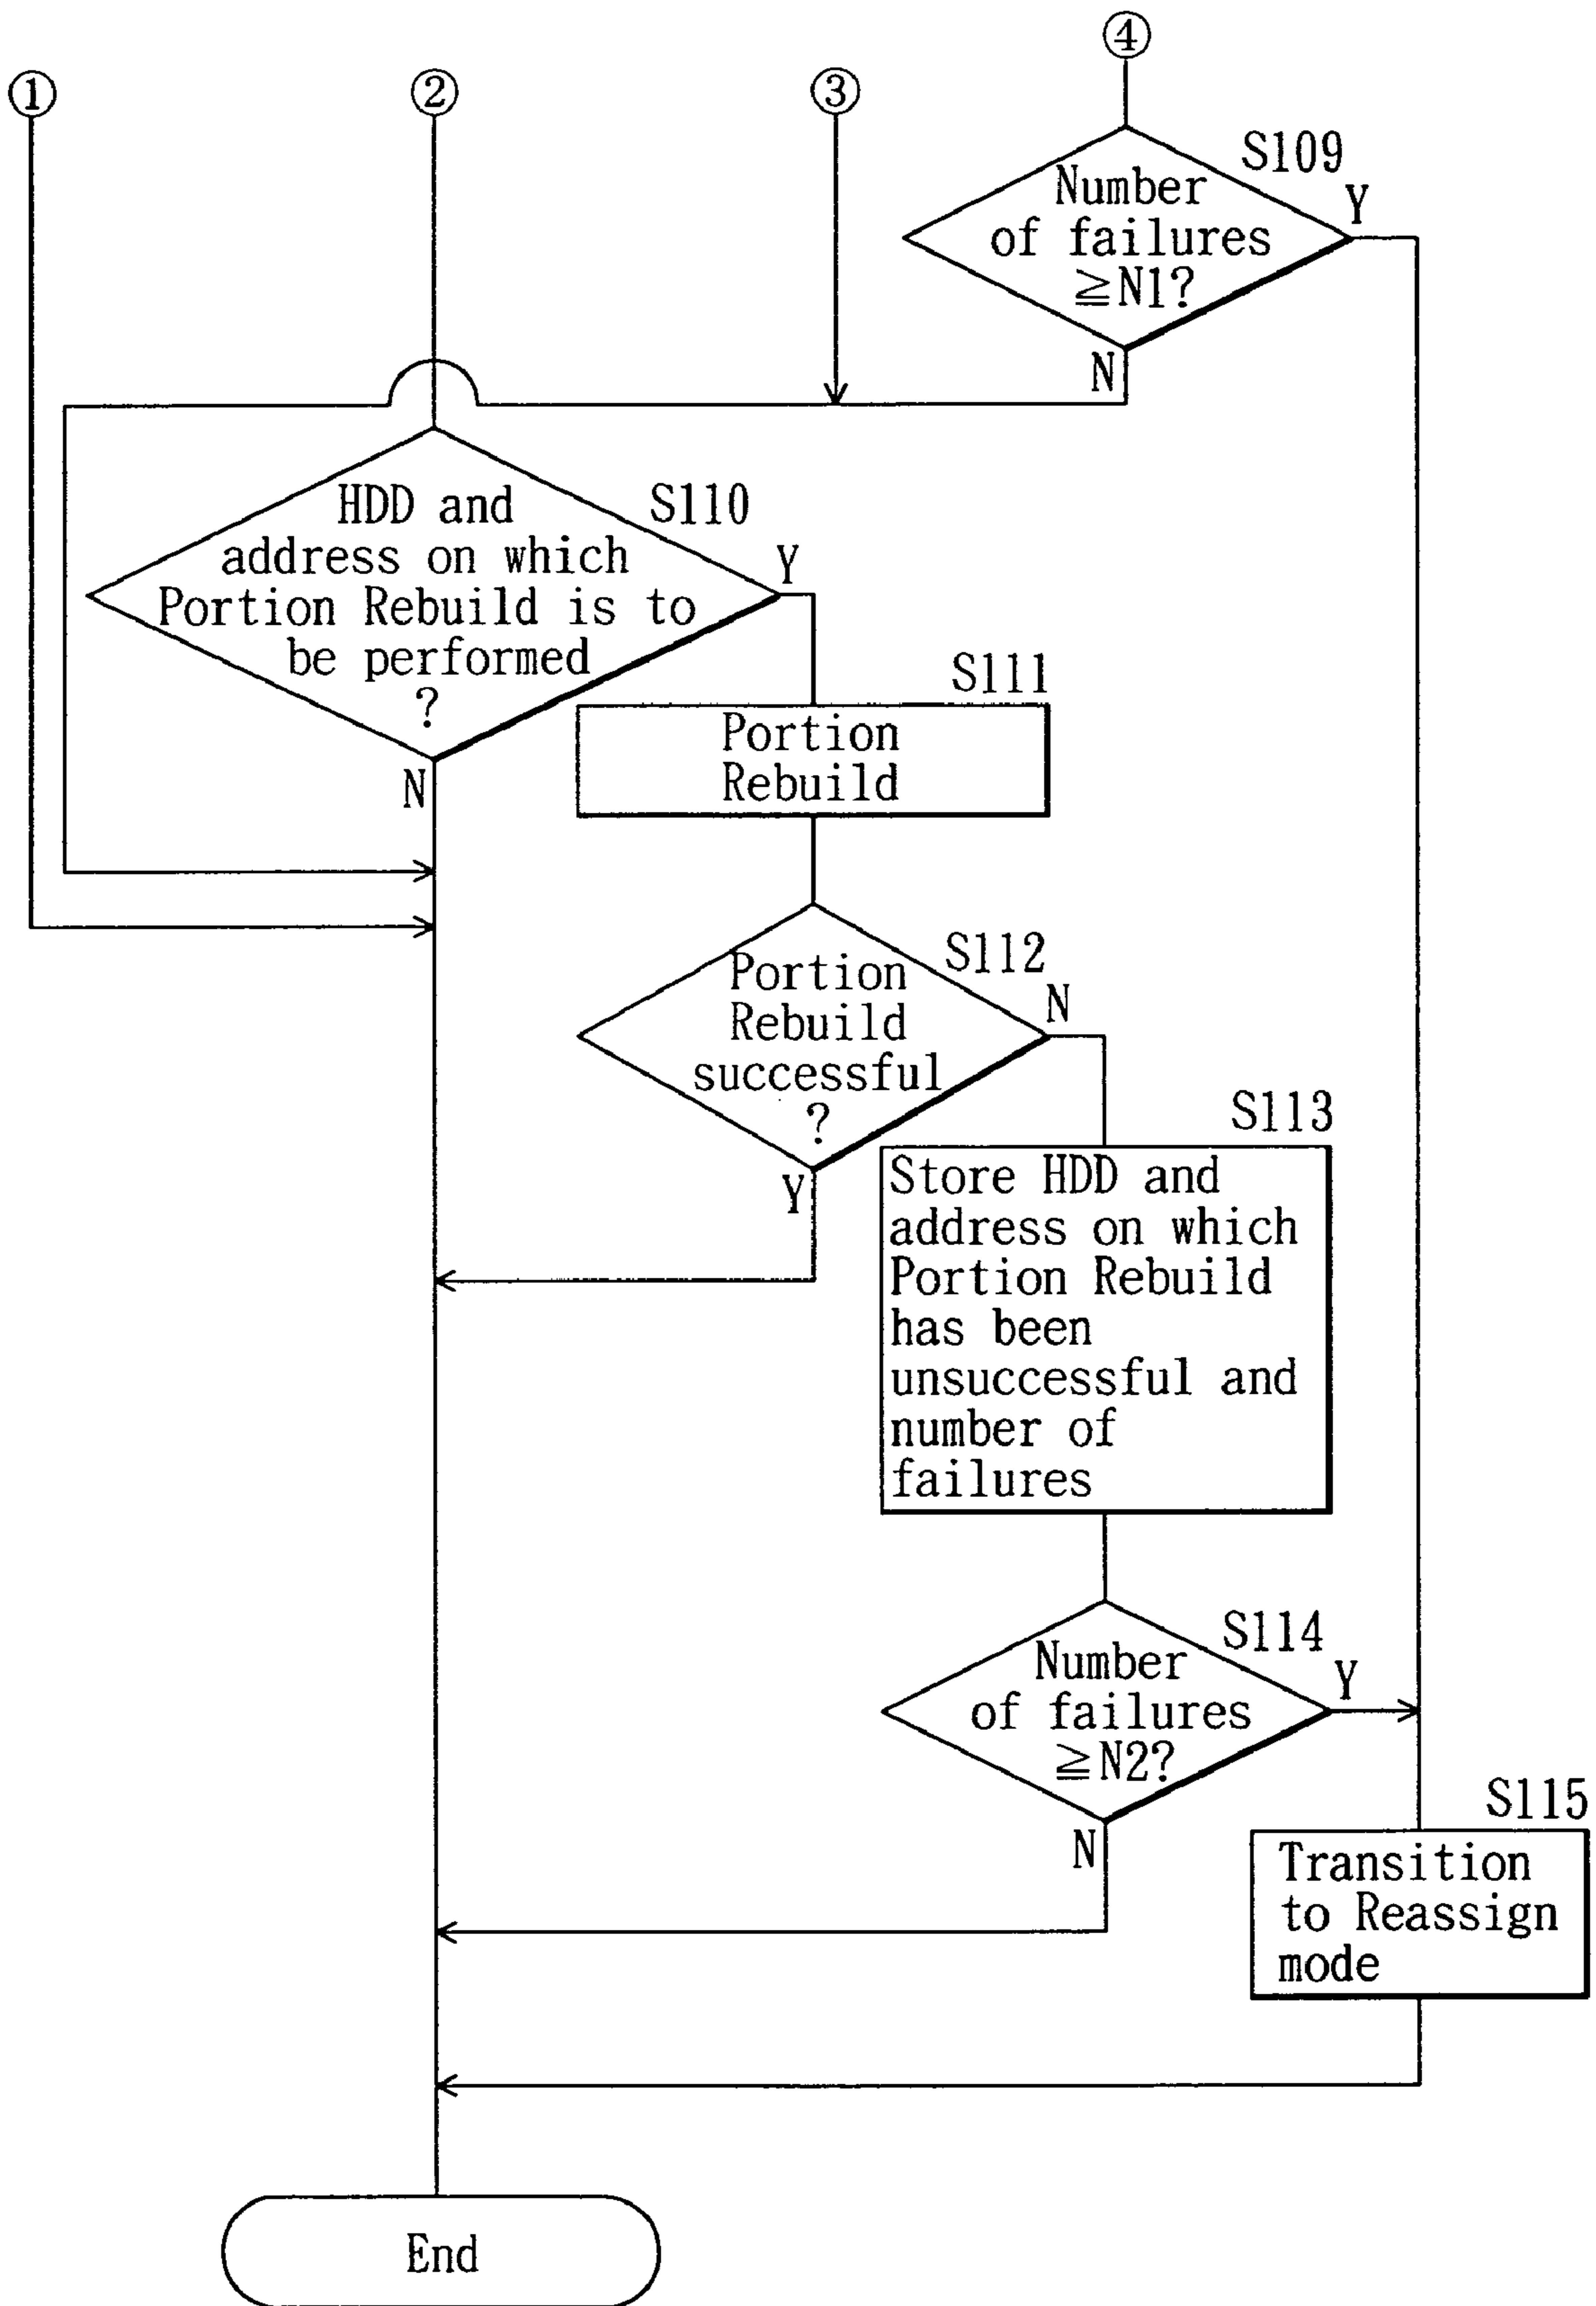 ④
①
②
③
S109
Number
of failures
≧N1?
Y
N
HDD and
address on which
Portion Rebuild is to
be performed
?
S110
Y
N
S111
Portion
Rebuild
S112
Portion
Rebuild
successful
?
N
Y
S113
Store HDD and
address on which
Portion Rebuild
has been
unsuccessful and
number of
failures
S114
Number
of failures
≧N2?
Y
N
S115
Transition
to Reassign
mode
End